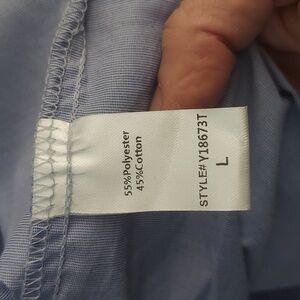 55%Polyester
45%Cotton
STYLE# Y18673T
L